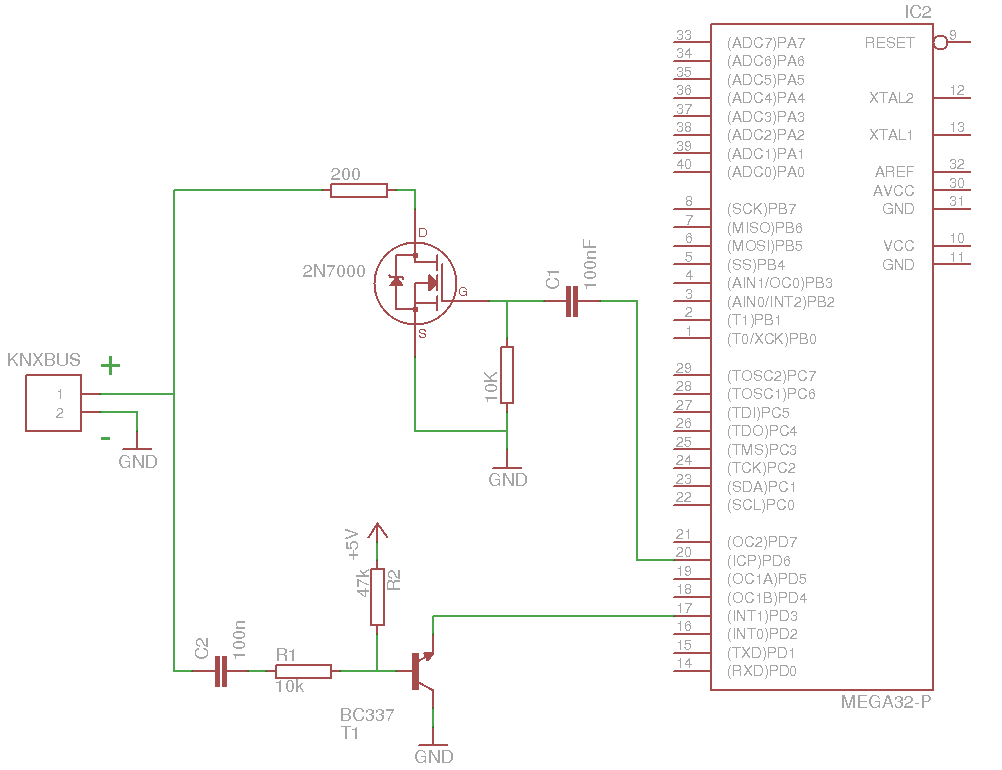 IC2
33 (ADC7)PA7 RESET 9
34 (ADC6)PA6
35 (ADC5)PA5
36 (ADC4)PA4 XTAL2 12
37 (ADC3)PA3
38 (ADC2)PA2 XTAL1 13
39 (ADC1)PA1
40 (ADC0)PA0 AREF 32
AVCC 30
8 (SCK)PB7 GND 31
7 (MISO)PB6
6 (MOSI)PB5 VCC 10
5 (SS)PB4 GND 11
4 (AIN1/OC0)PB3
3 (AIN0/INT2)PB2
2 (T1)PB1
1 (T0/XCK)PB0
29 (TOSC2)PC7
28 (TOSC1)PC6
27 (TDI)PC5
26 (TDO)PC4
25 (TMS)PC3
24 (TCK)PC2
23 (SDA)PC1
22 (SCL)PC0
21 (OC2)PD7
20 (ICP)PD6
19 (OC1A)PD5
18 (OC1B)PD4
17 (INT1)PD3
16 (INT0)PD2
15 (TXD)PD1
14 (RXD)PD0
MEGA32-P
200
D
2N7000
G
S
C1
100nF
10K
GND
KNXBUS
+
1
2
-
GND
+5V
47k
R2
C2
100n
R1
10k
BC337
T1
GND